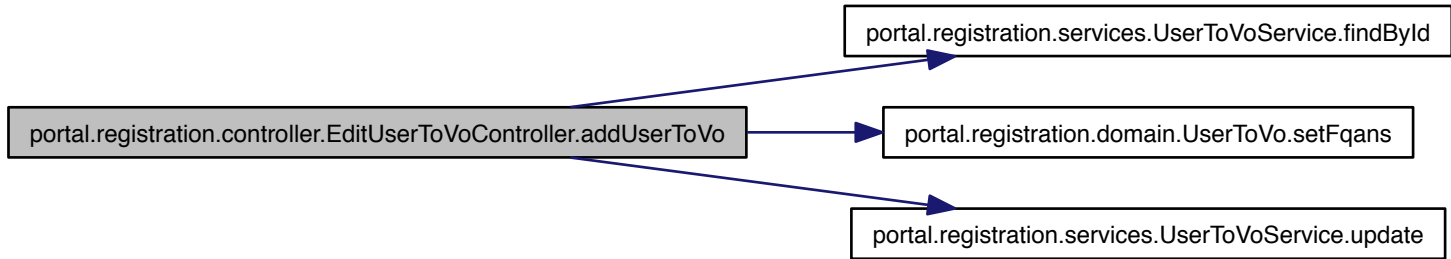 portal.registration.services.UserToVoService.findById
portal.registration.controller.EditUserToVoController.addUserToVo
portal.registration.domain.UserToVo.setFqans
portal.registration.services.UserToVoService.update